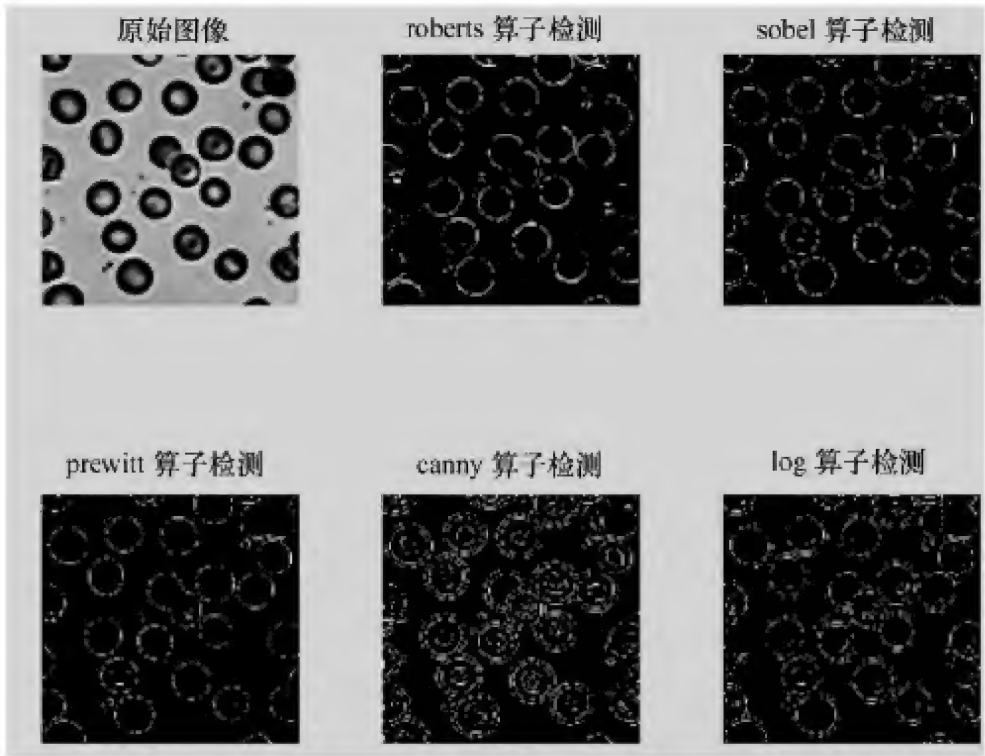 原始图像
roberts 算子检测
sobel 算子检测
prewitt 算子检测
canny 算子检测
log 算子检测